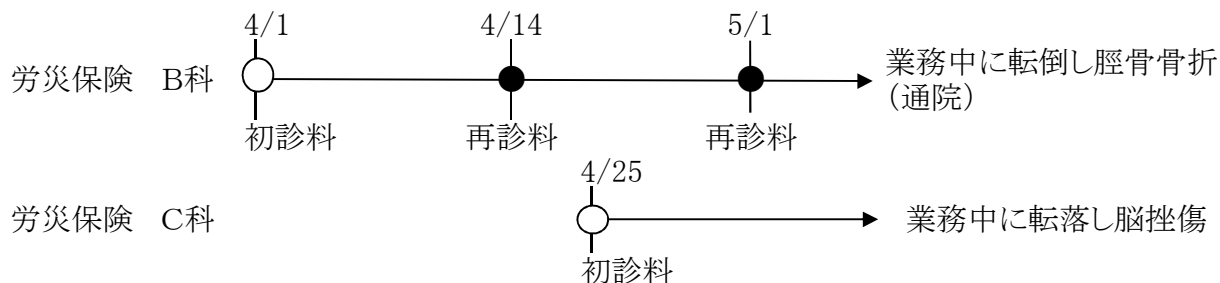 4/1 4/14 5/1
労災保険 B科
業務中に転倒し脛骨骨折
(通院)
初診料 再診料 再診料
4/25
労災保険 C科
業務中に転落し脳挫傷
初診料